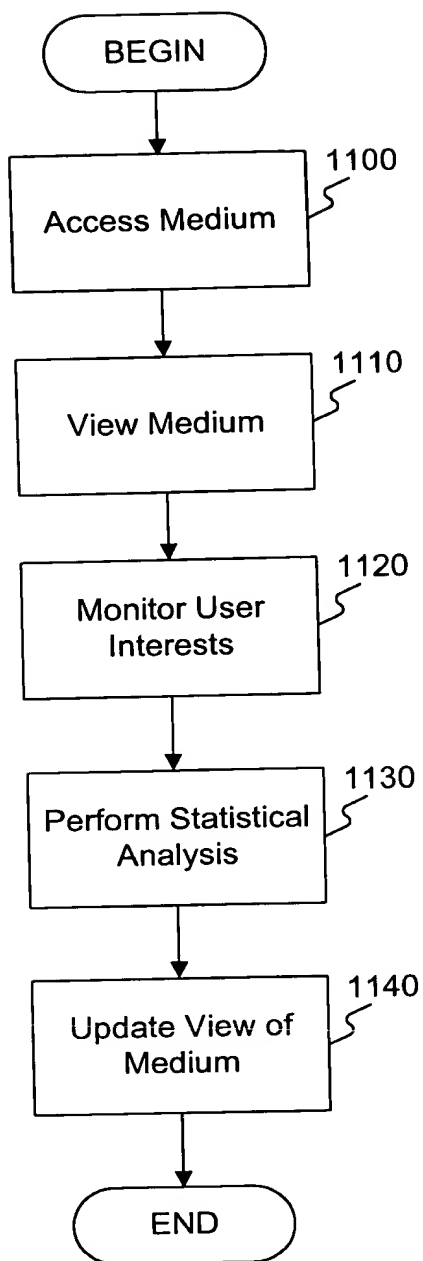 BEGIN
1100
Access Medium
1110
View Medium
1120
Monitor User
Interests
1130
Perform Statistical
Analysis
1140
Update View of
Medium
END